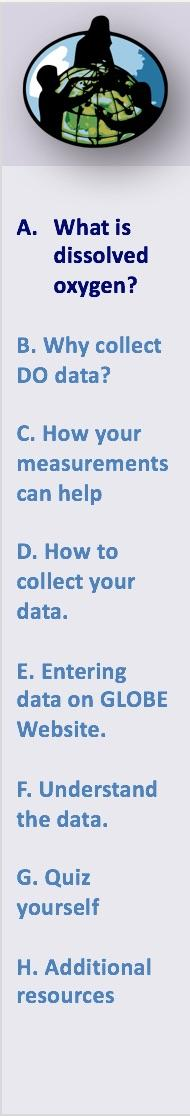 A. What is
dissolved
oxygen?
B. Why collect
DO data?
C. How your
measurements
can help
D. How to
collect your
data.
E. Entering
data on GLOBE
Website.
F. Understand
the data.
G. Quiz
yourself
H. Additional
resources